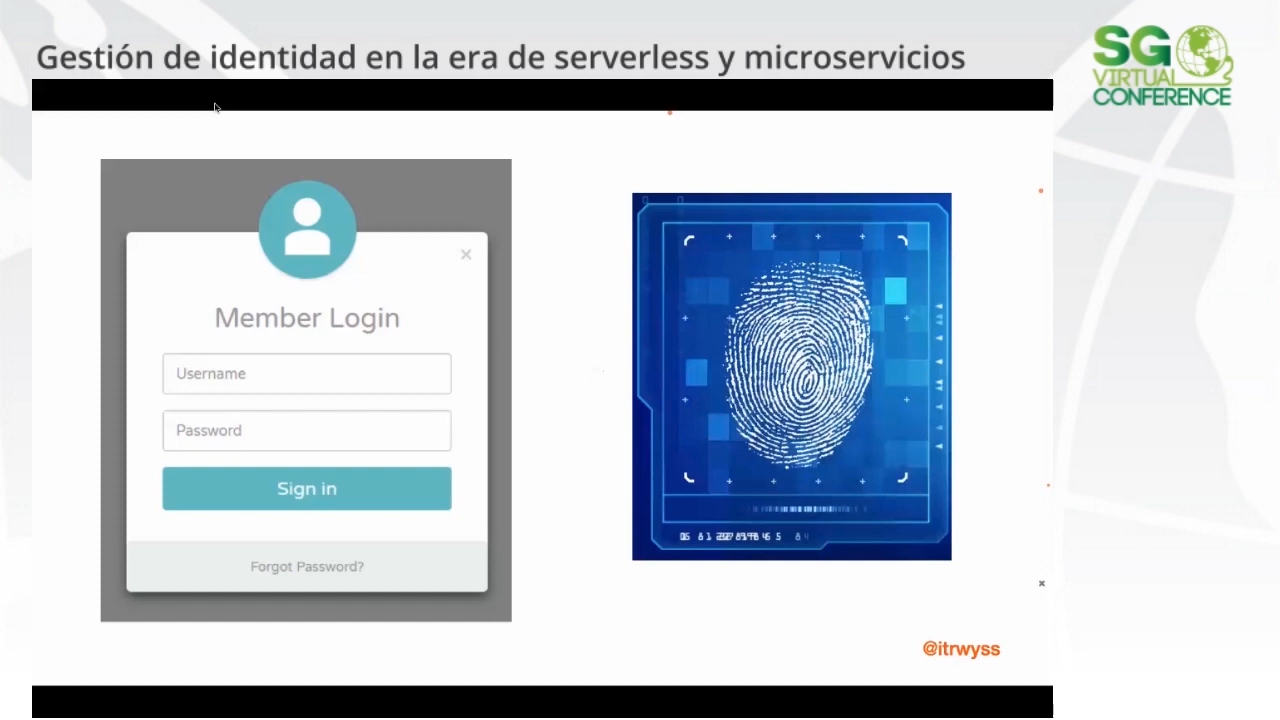 Gestión de identidad en la era de serverless y microservicios
SG
VIRTUAL
CONFERENCE
Member Login
Username
Password
Sign in
Forgot Password?
@itrwyss